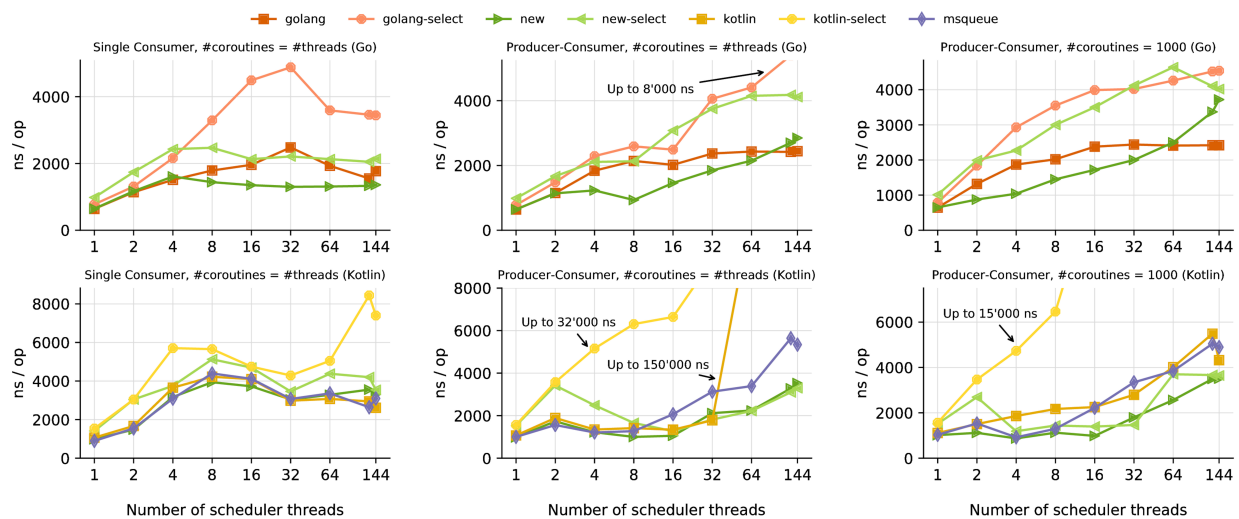 golang golang-select new new-select kotlin kotlin-select msqueue
Single Consumer, #coroutines = #threads (Go)
ns / op
4000
2000
0
1 2 4 8 16 32 64 144
Producer-Consumer, #coroutines = #threads (Go)
Up to 8'000 ns
4000
2000
0
1 2 4 8 16 32 64 144
Producer-Consumer, #coroutines = 1000 (Go)
ns / op
4000
3000
2000
1000
0
1 2 4 8 16 32 64 144
Single Consumer, #coroutines = #threads (Kotlin)
ns / op
8000
6000
4000
2000
0
1 2 4 8 16 32 64 144
Number of scheduler threads
Producer-Consumer, #coroutines = #threads (Kotlin)
Up to 32'000 ns
Up to 150'000 ns
ns / op
8000
6000
4000
2000
0
1 2 4 8 16 32 64 144
Number of scheduler threads
Producer-Consumer, #coroutines = 1000 (Kotlin)
Up to 15'000 ns
ns / op
6000
4000
2000
0
1 2 4 8 16 32 64 144
Number of scheduler threads